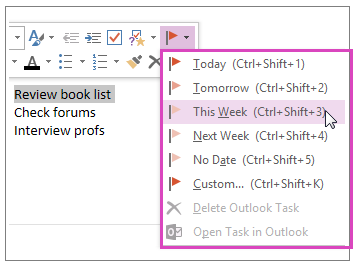 Review book list
Check forums
Interview profs
Today (Ctrl+Shift+1)
Tomorrow (Ctrl+Shift+2)
This Week (Ctrl+Shift+3)
Next Week (Ctrl+Shift+4)
No Date (Ctrl+Shift+5)
Custom... (Ctrl+Shift+K)
Delete Outlook Task
Open Task in Outlook